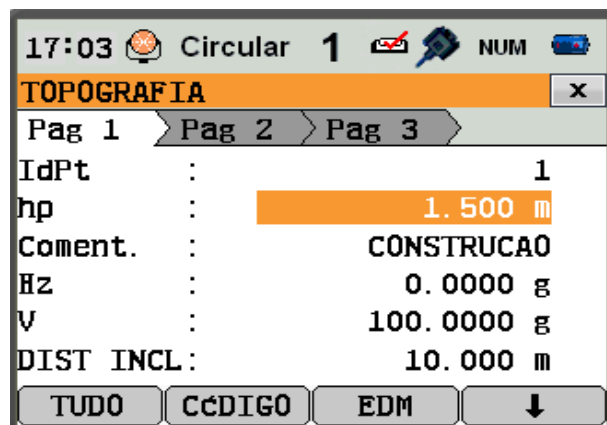 17:03 Circular 1 NUM
TOPOGRAFIA x
Pag 1 Pag 2 Pag 3
IdPt : 1
hp : 1.500 m
Coment. : CONSTRUCAO
Hz : 0.0000 g
V : 100.0000 g
DIST INCL: 10.000 m
TUDO CÓDIGO EDM ↓